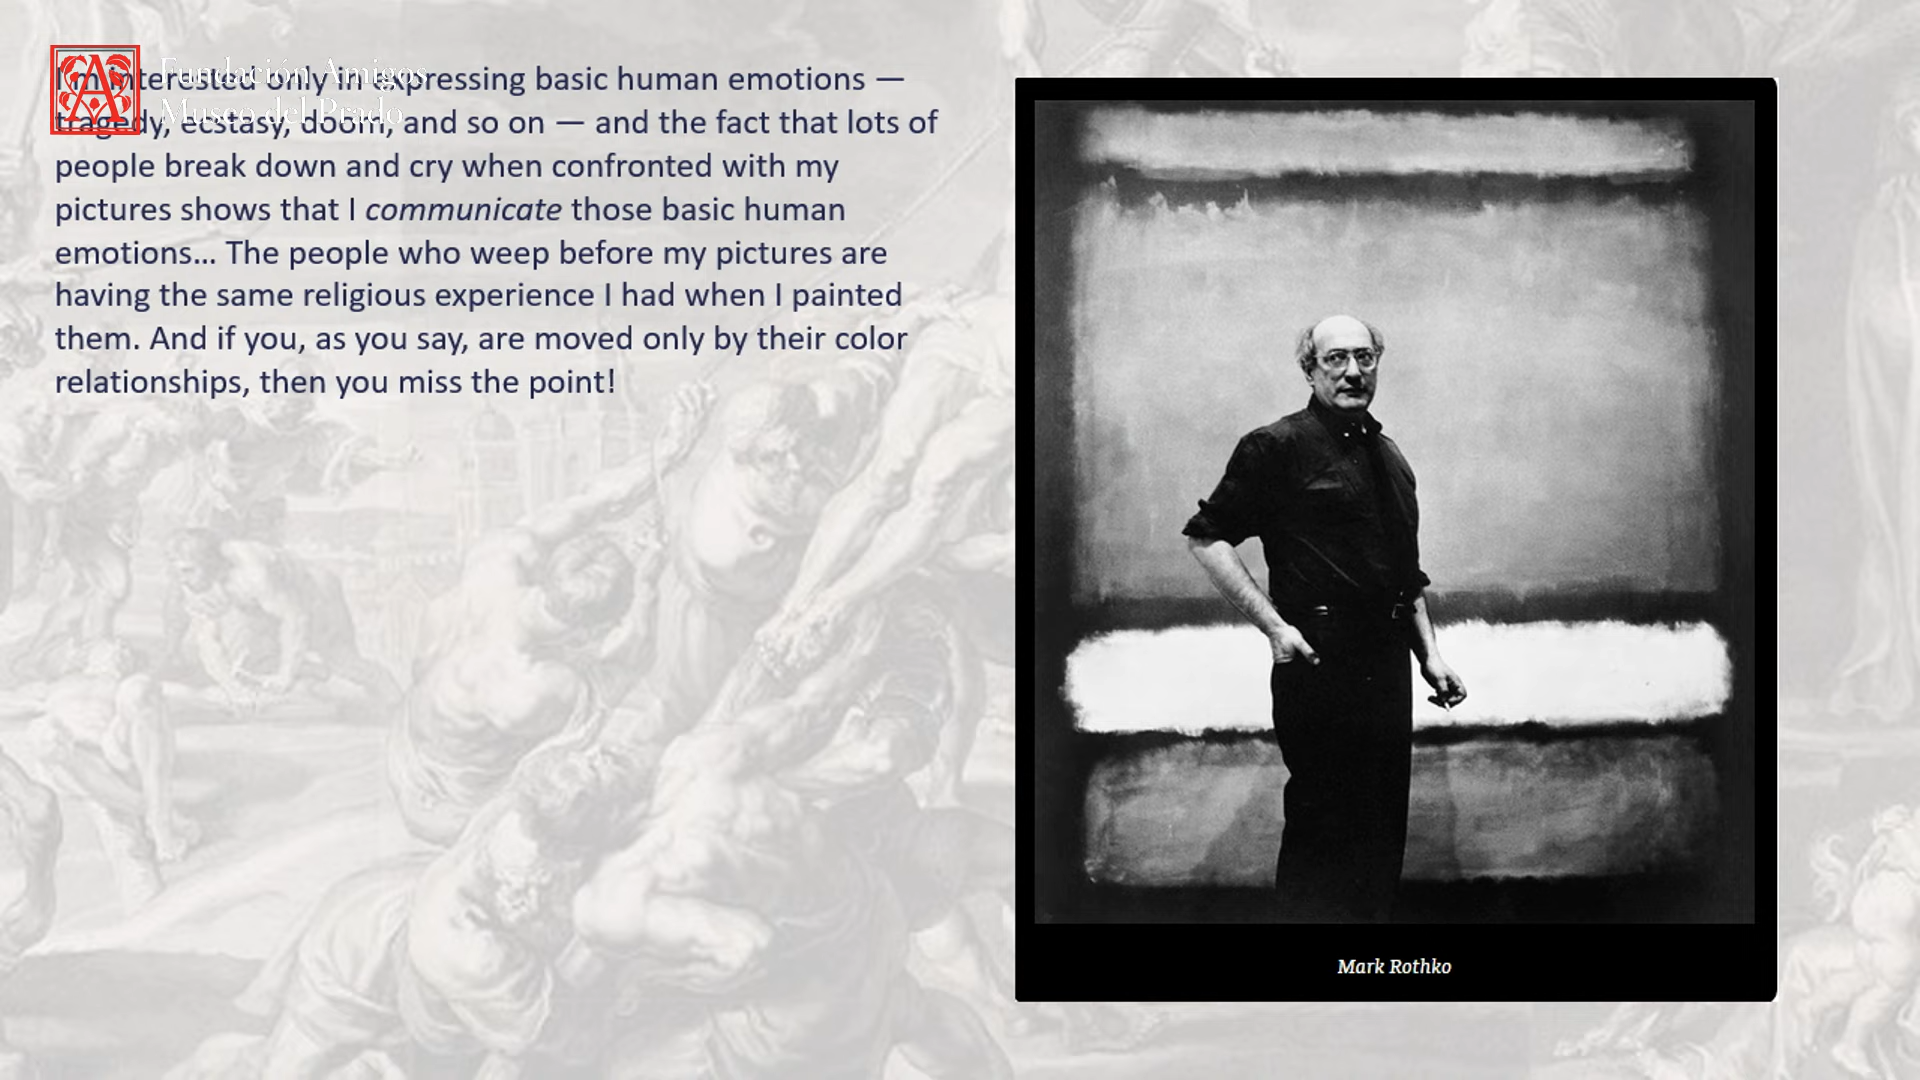 Fundación Amigos
Museo del Prado
I'm interested only in expressing basic human emotions —
tragedy, ecstasy, doom, and so on — and the fact that lots of
people break down and cry when confronted with my
pictures shows that I communicate those basic human
emotions... The people who weep before my pictures are
having the same religious experience I had when I painted
them. And if you, as you say, are moved only by their color
relationships, then you miss the point!
Mark Rothko